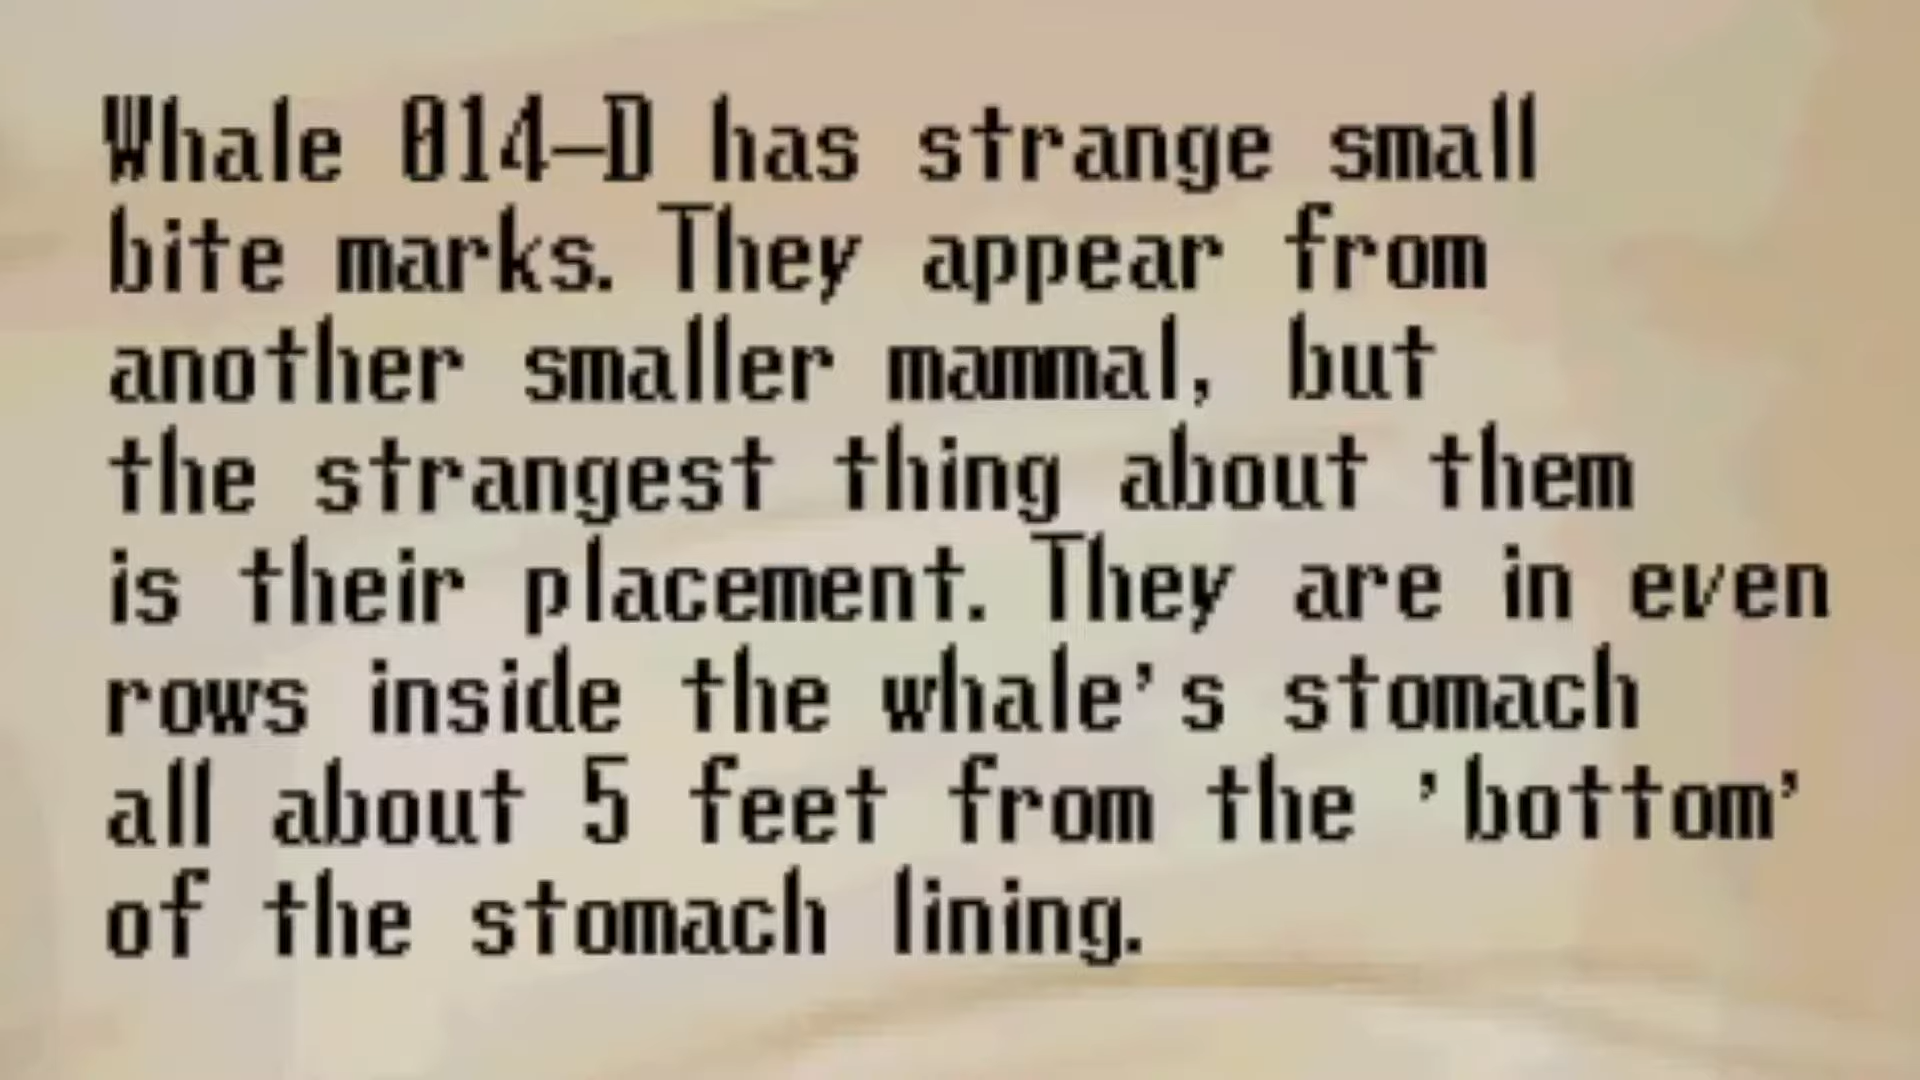 Whale 014-D has strange small
bite marks. They appear from
another smaller mammal, but
the strangest thing about them
is their placement. They are in even
rows inside the whale's stomach
all about 5 feet from the 'bottom'
of the stomach lining.